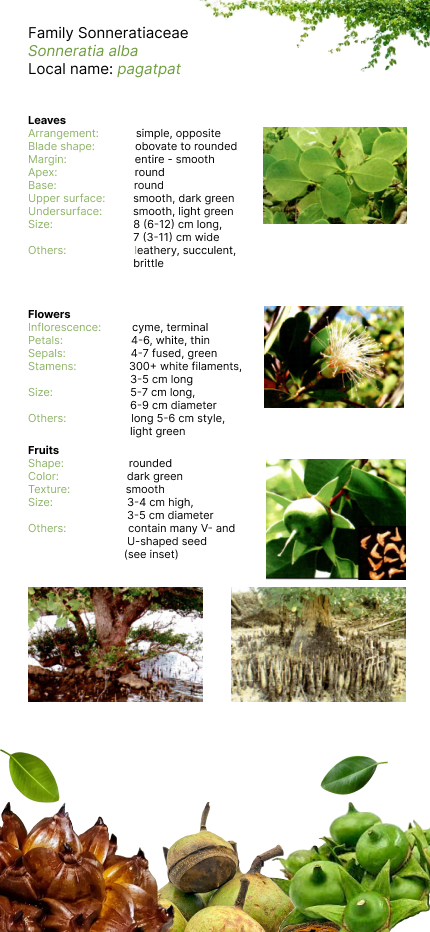 Family Sonneratiaceae
Sonneratia alba
Local name: pagatpat
Leaves
Arrangement: simple, opposite
Blade shape: obovate to rounded
Margin: entire - smooth
Apex: round
Base: round
Upper surface: smooth, dark green
Undersurface: smooth, light green
Size: 8 (6-12) cm long,
7 (3-11) cm wide
Others: leathery, succulent,
brittle
Flowers
Inflorescence: cyme, terminal
Petals: 4-6, white, thin
Sepals: 4-7 fused, green
Stamens: 300+ white filaments,
3-5 cm long
Size: 5-7 cm long,
6-9 cm diameter
Others: long 5-6 cm style,
light green
Fruits
Shape: rounded
Color: dark green
Texture: smooth
Size: 3-4 cm high,
3-5 cm diameter
Others: contain many V- and
U-shaped seed
(see inset)